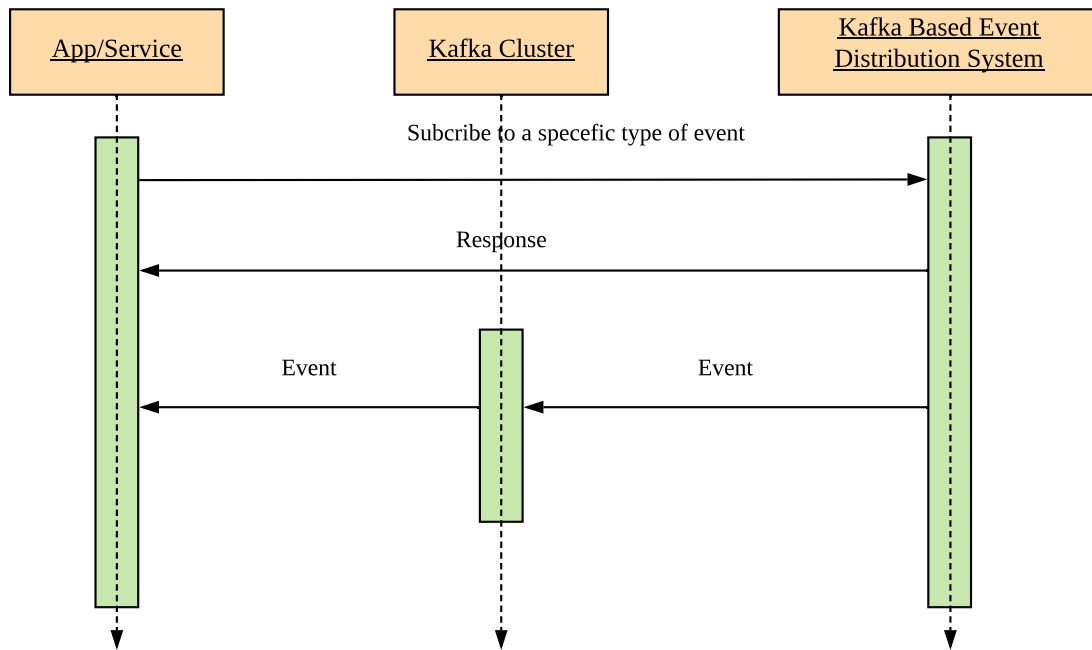 App/Service
Kafka Cluster
Kafka Based Event
Distribution System
Subcribe to a specefic type of event
Response
Event
Event